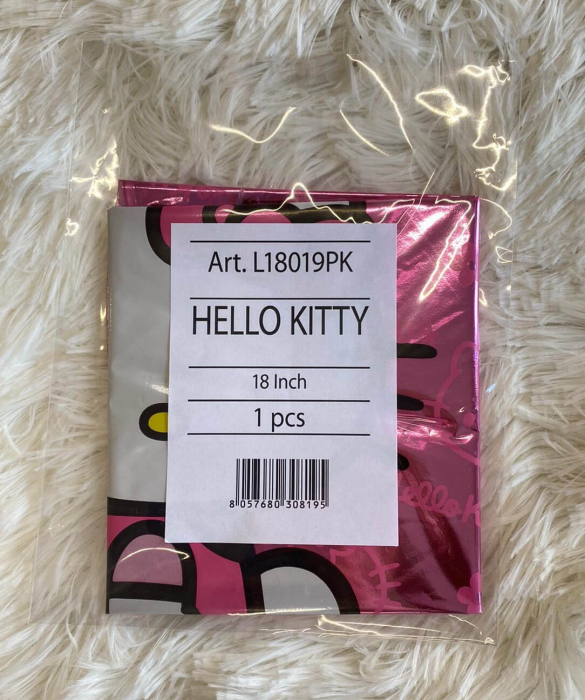 Art. L18019PK
HELLO KITTY
18 Inch
1 pcs
8 057680 308195